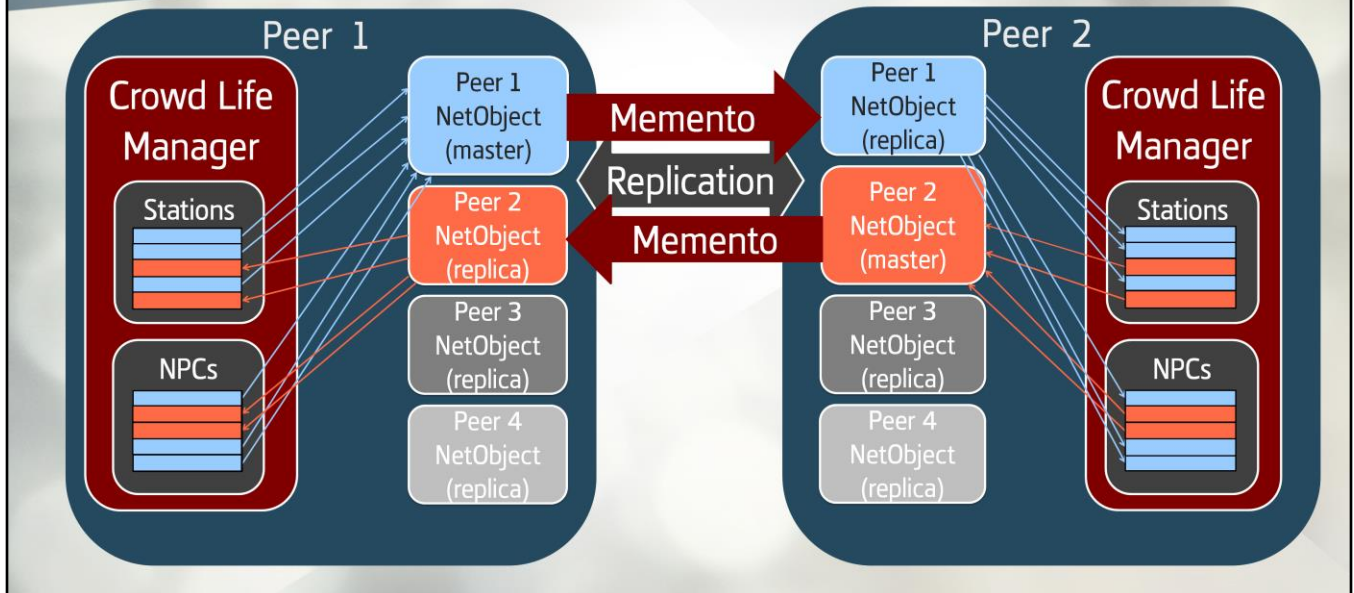 Peer 1
Crowd Life
Manager
Stations
NPCs
Peer 1
NetObject
(master)
Peer 2
NetObject
(replica)
Peer 3
NetObject
(replica)
Peer 4
NetObject
(replica)
Memento
Replication
Memento
Peer 2
Peer 1
NetObject
(replica)
Peer 2
NetObject
(master)
Peer 3
NetObject
(replica)
Peer 4
NetObject
(replica)
Crowd Life
Manager
Stations
NPCs